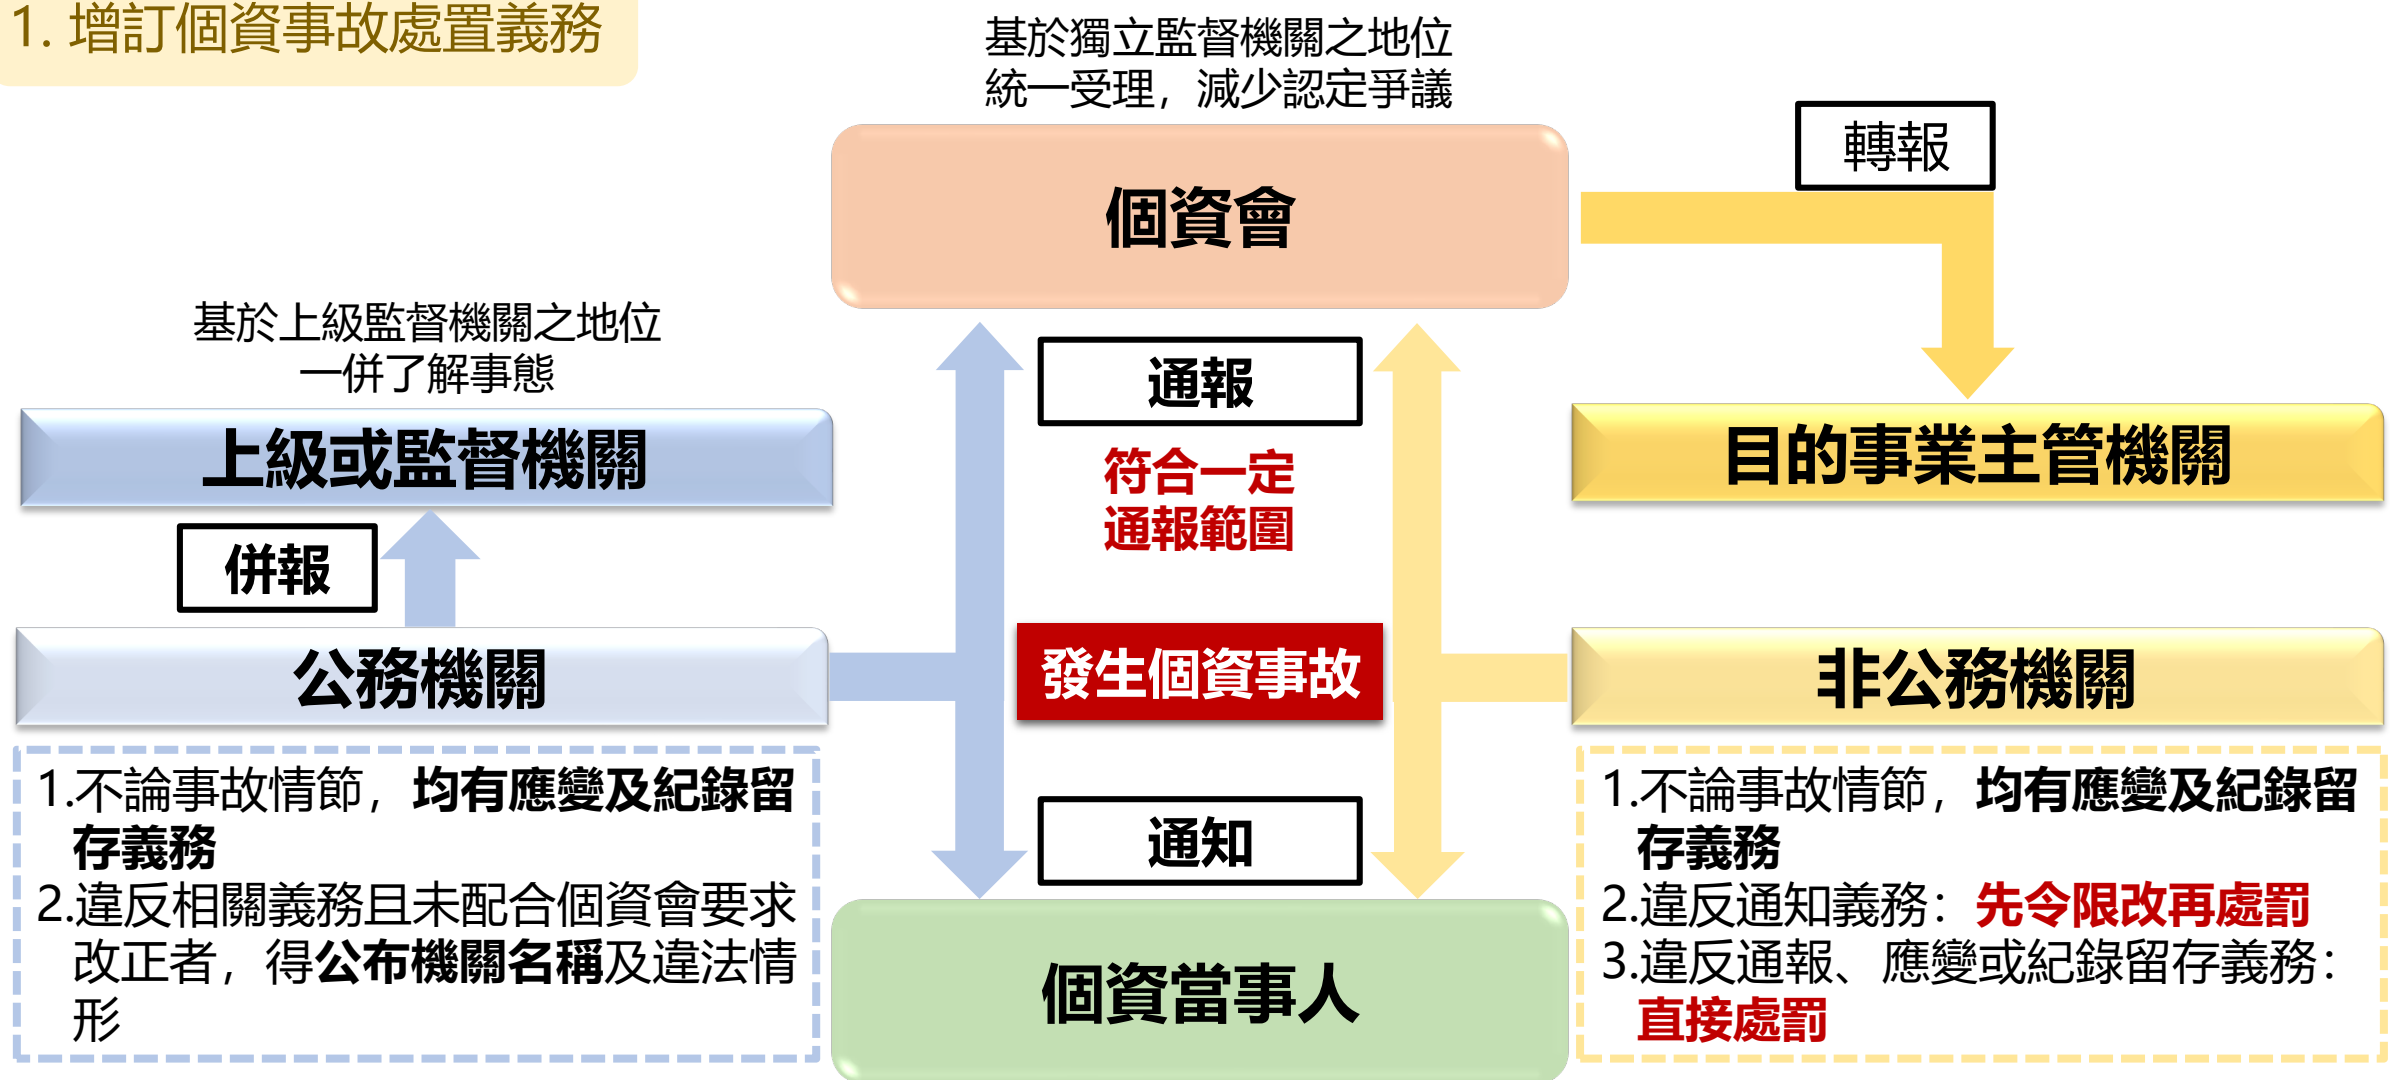 1. 增訂個資事故處置義務
基於獨立監督機關之地位
統一受理，減少認定爭議
個資會
轉報
基於上級監督機關之地位
一併了解事態
上級或監督機關
通報
符合一定
通報範圍
目的事業主管機關
併報
公務機關
發生個資事故
非公務機關
1.不論事故情節，均有應變及紀錄留
存義務
2.違反相關義務且未配合個資會要求
改正者，得公布機關名稱及違法情
形
通知
個資當事人
1.不論事故情節，均有應變及紀錄留
存義務
2.違反通知義務：先令限改再處罰
3.違反通報、應變或紀錄留存義務：
直接處罰